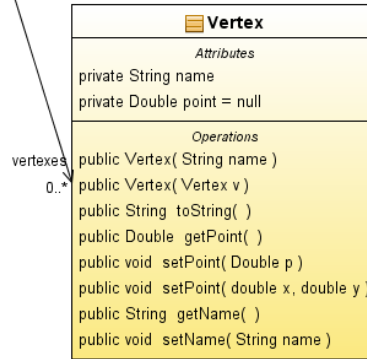 Vertex
Attributes
private String name
private Double point = null
Operations
vertexes
0..*
public Vertex( String name )
public Vertex( Vertex v )
public String toString( )
public Double getPoint( )
public void setPoint( Double p )
public void setPoint( double x, double y )
public String getName( )
public void setName( String name )